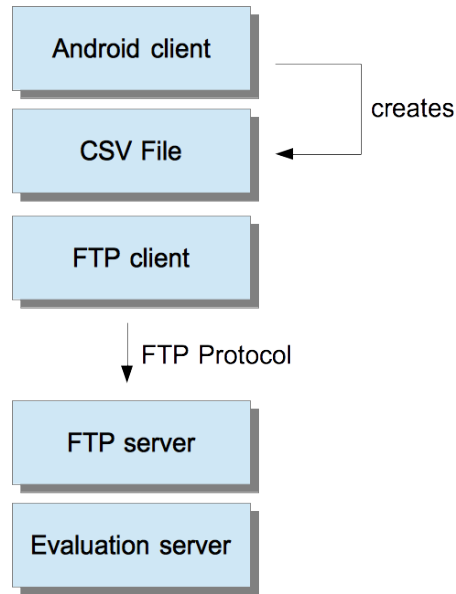 Android client
creates
CSV File
FTP client
FTP Protocol
FTP server
Evaluation server